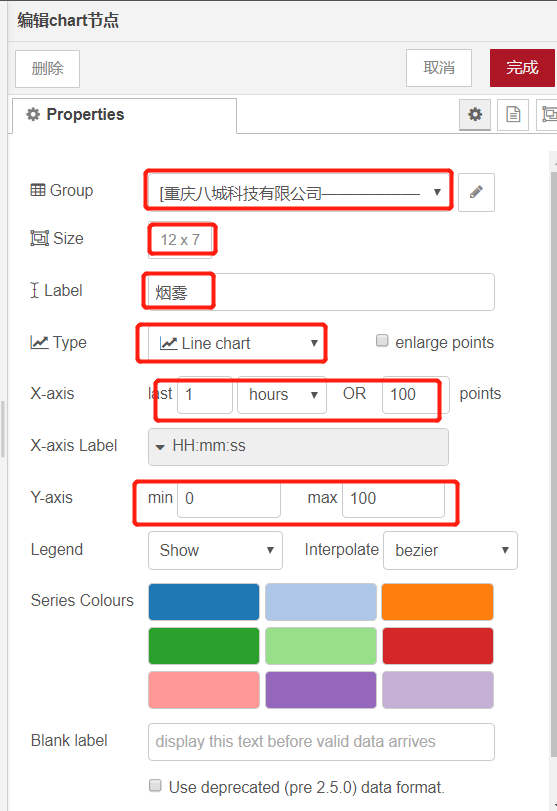 编辑chart节点
删除 取消 完成
Properties
Group [重庆八城科技有限公司——————
Size 12 x 7
Label 烟雾
Type Line chart enlarge points
X-axis last 1 hours OR 100 points
X-axis Label HH:mm:ss
Y-axis min 0 max 100
Legend Show Interpolate bezier
Series Colours
Blank label display this text before valid data arrives
Use deprecated (pre 2.5.0) data format.